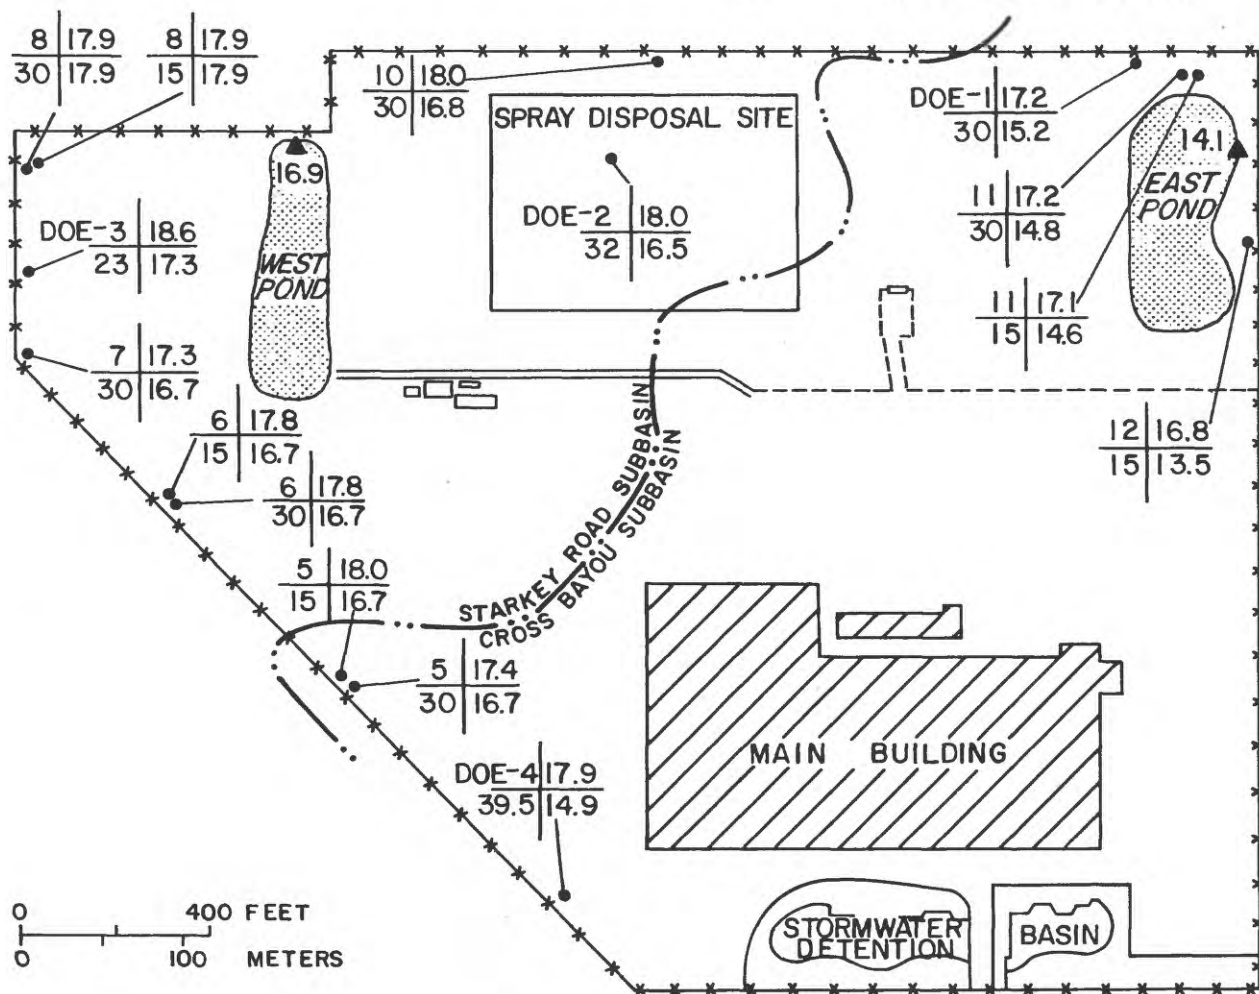 8 17.9
30 17.9
8 17.9
15 17.9
10 18.0
30 16.8
SPRAY DISPOSAL SITE
DOE-1 17.2
30 15.2
14.1
EAST
POND
16.9
WEST
POND
DOE-2 18.0
32 16.5
11 17.2
30 14.8
DOE-3 18.6
23 17.3
11 17.1
15 14.6
7 17.3
30 16.7
6 17.8
15 16.7
12 16.8
15 13.5
6 17.8
30 16.7
5 18.0
15 16.7
STARKEY ROAD SUBBASIN
CROSS BAYOU SUBBASIN
5 17.4
30 16.7
MAIN BUILDING
DOE-4 17.9
39.5 14.9
0 400 FEET
0 100 METERS
STORMWATER
DETENTION
BASIN